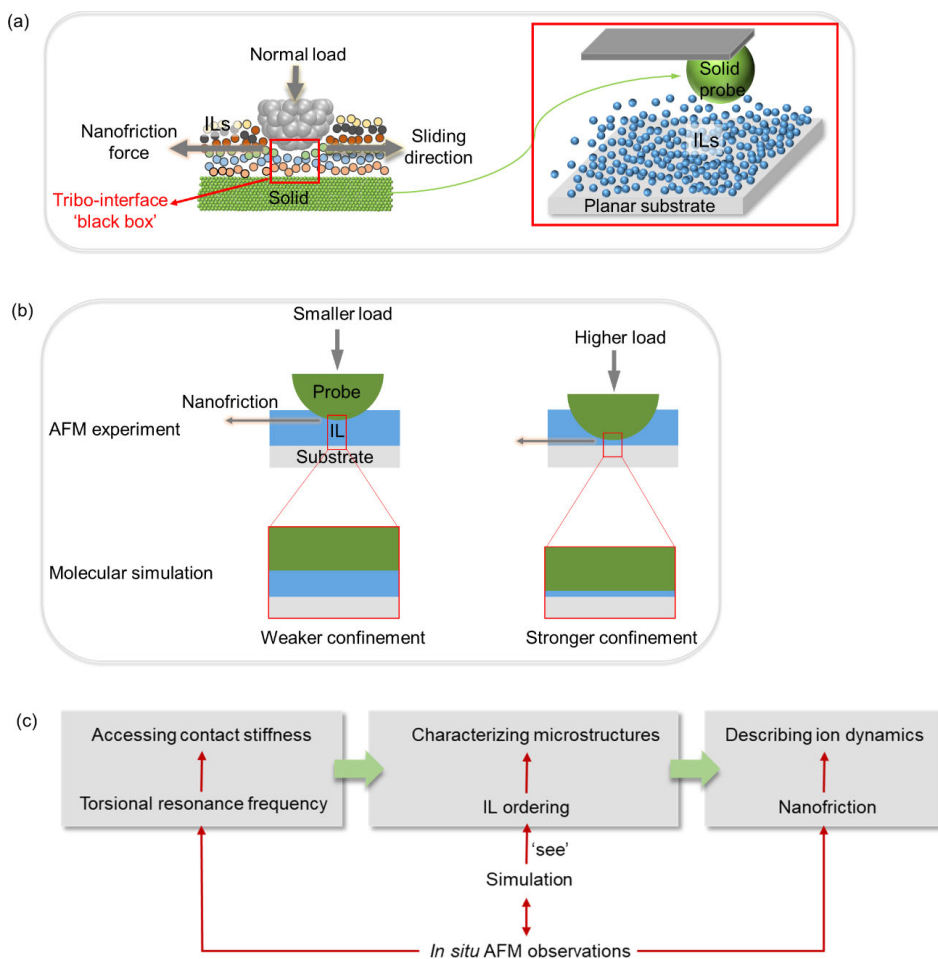 (a)
Normal load
ILs
Nanofriction
force
Sliding
direction
Tribo-interface
'black box'
Solid
Solid
probe
ILs
Planar substrate
(b)
Smaller load
Higher load
Probe
Nanofriction
AFM experiment
IL
Substrate
Molecular simulation
Weaker confinement
Stronger confinement
(c)
Accessing contact stiffness
Characterizing microstructures
Describing ion dynamics
Torsional resonance frequency
IL ordering
Nanofriction
‘see’
Simulation
In situ AFM observations